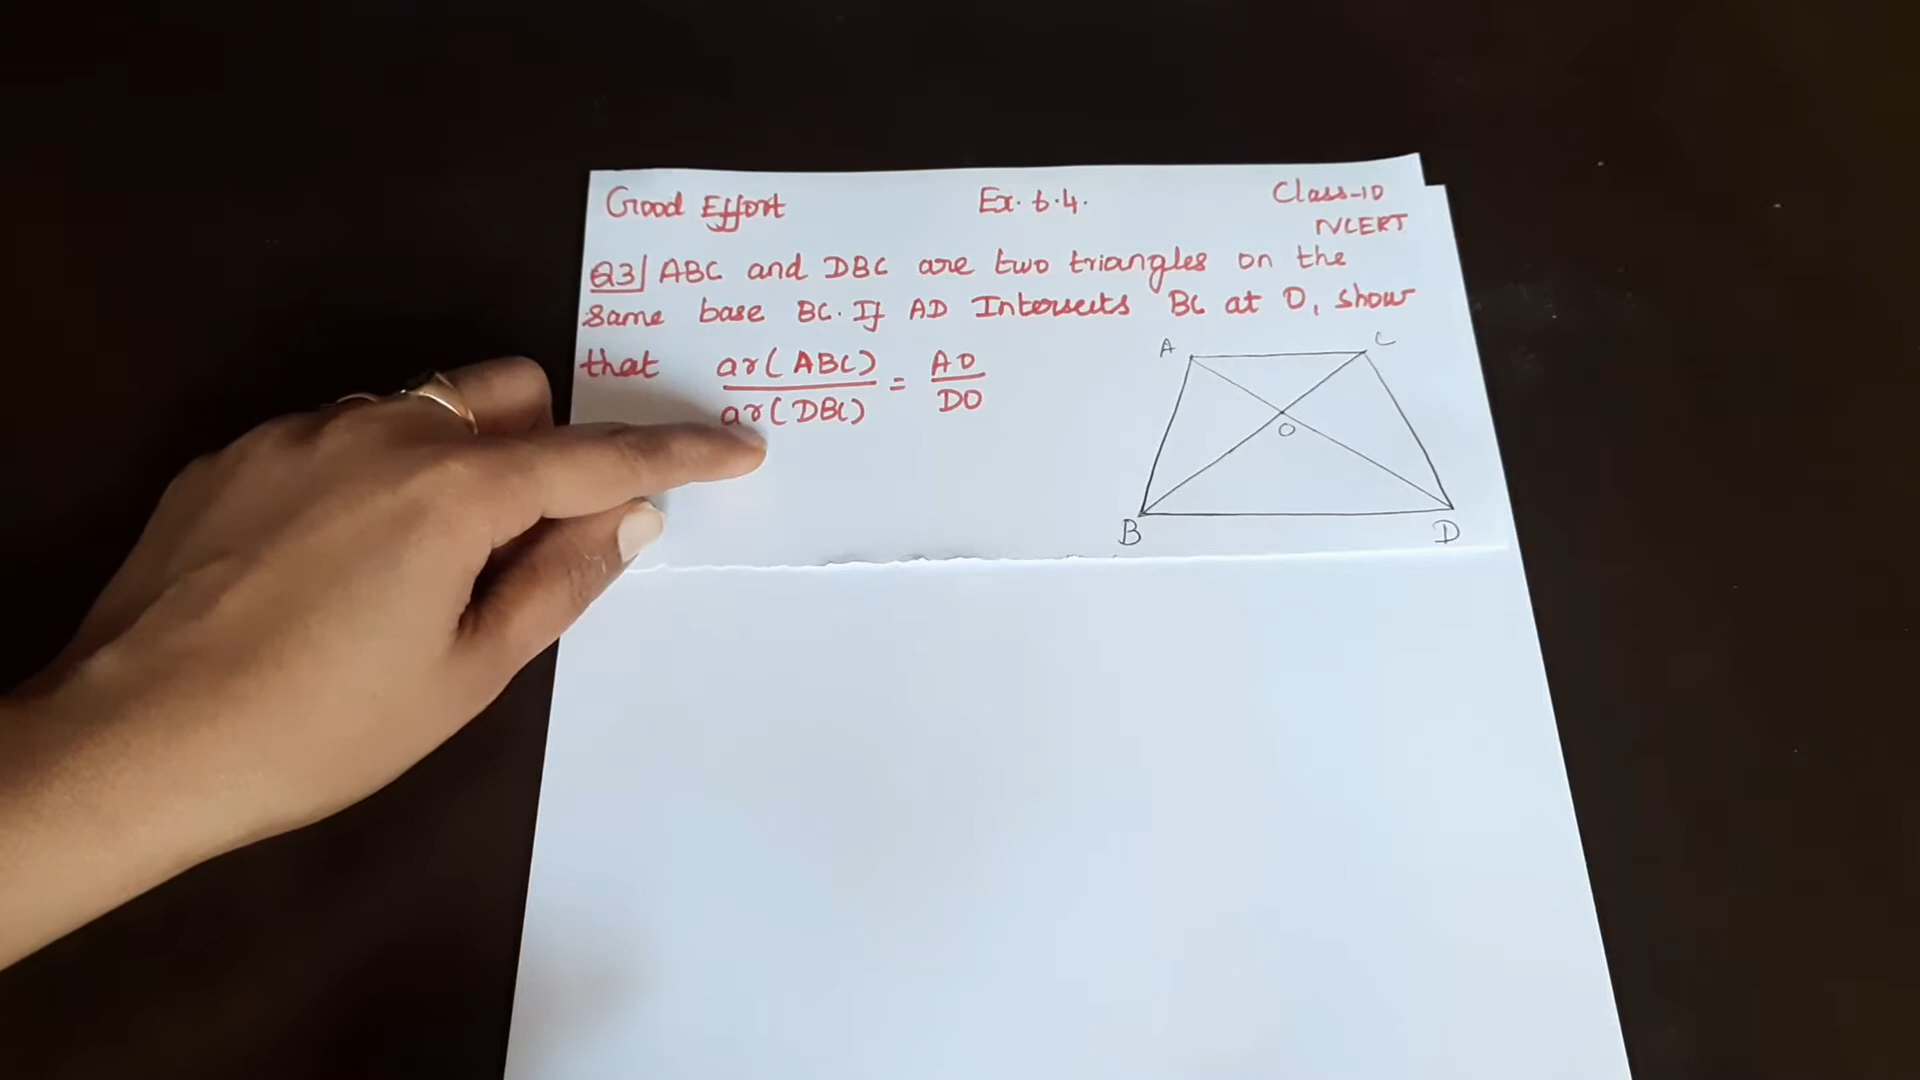 Good Effort Ex. 6.4. Class-10
NCERT
Q3 ABC and DBC are two triangles on the
same base BC. If AD Intersects BC at O, show
that ar(ABC) / ar(DBC) = AO / DO
A C
O
B D